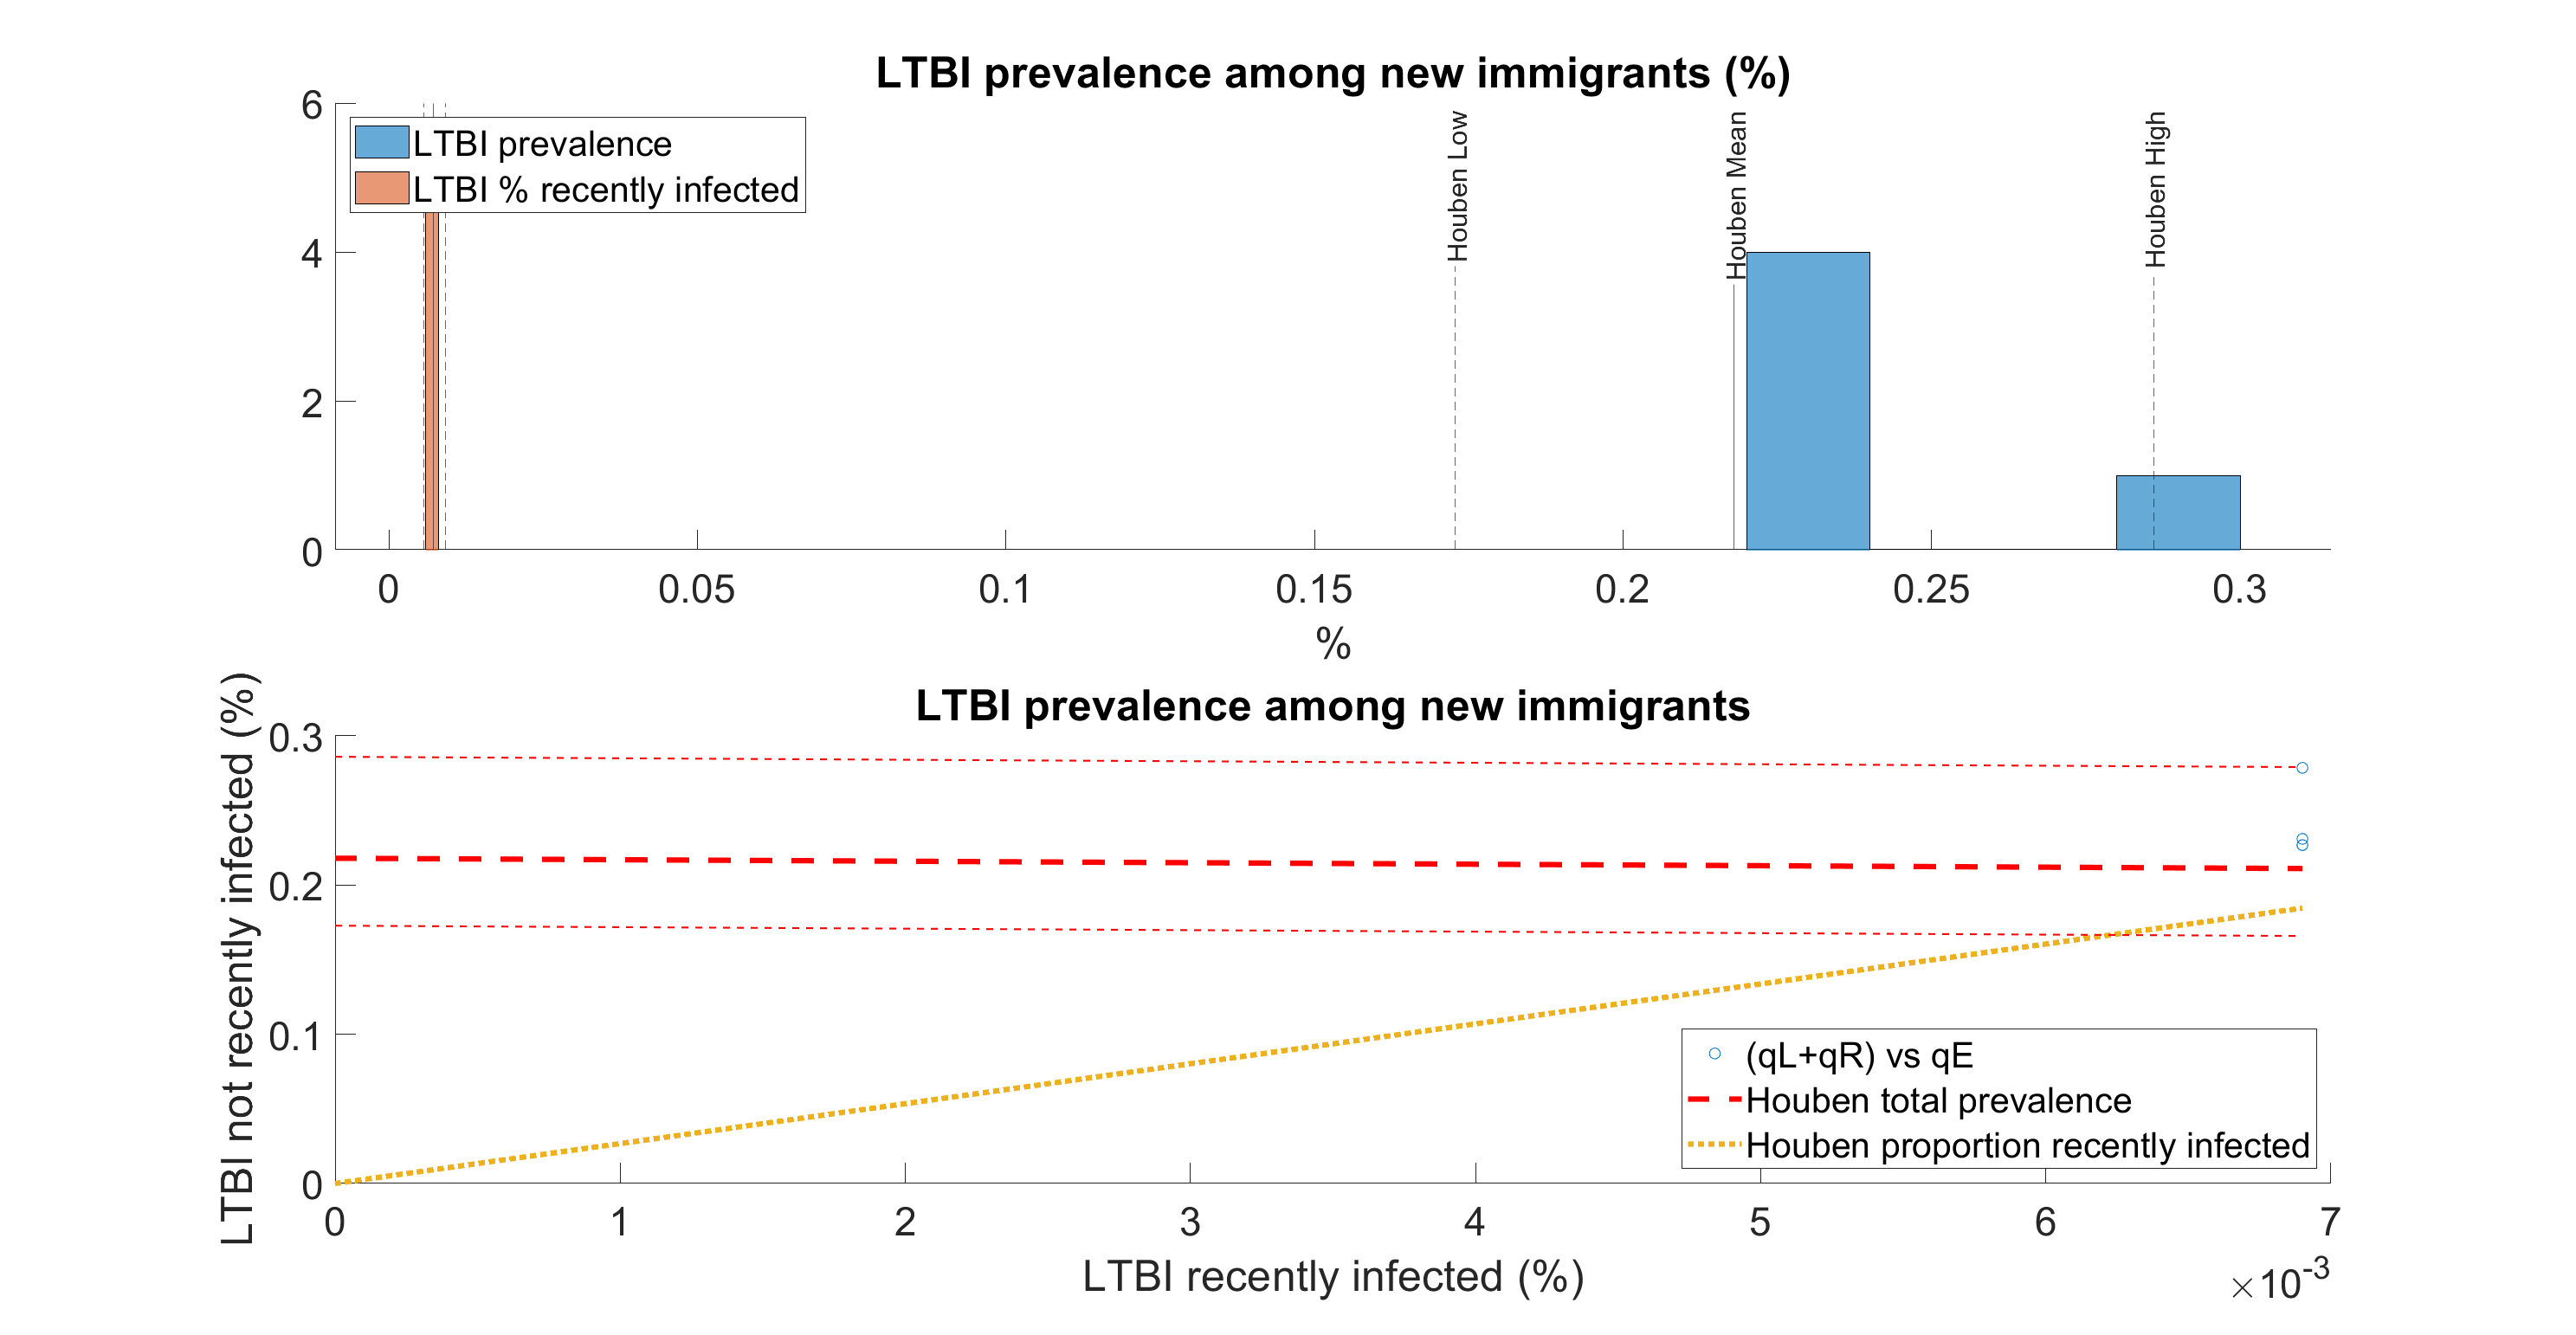 LTBI prevalence among new immigrants (%)
6
4
2
0
LTBI prevalence
LTBI % recently infected
Houben Low
Houben Mean
Houben High
0 0.05 0.1 0.15 0.2 0.25 0.3
%
LTBI prevalence among new immigrants
LTBI not recently infected (%)
0.3
0.2
0.1
0
(qL+qR) vs qE
Houben total prevalence
Houben proportion recently infected
0 1 2 3 4 5 6 7
LTBI recently infected (%)
×10-3